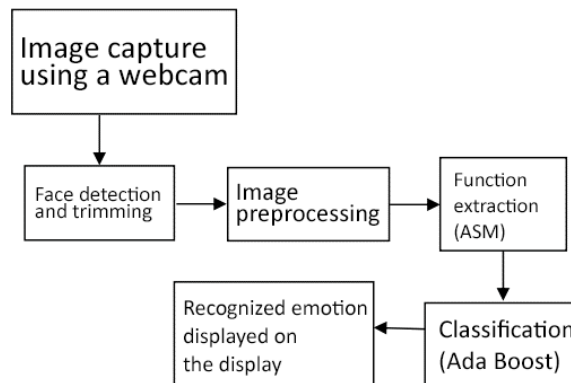 Image capture
using a webcam
Face detection
and trimming
Image
preprocessing
Function
extraction
(ASM)
Classification
(Ada Boost)
Recognized emotion
displayed on
the display